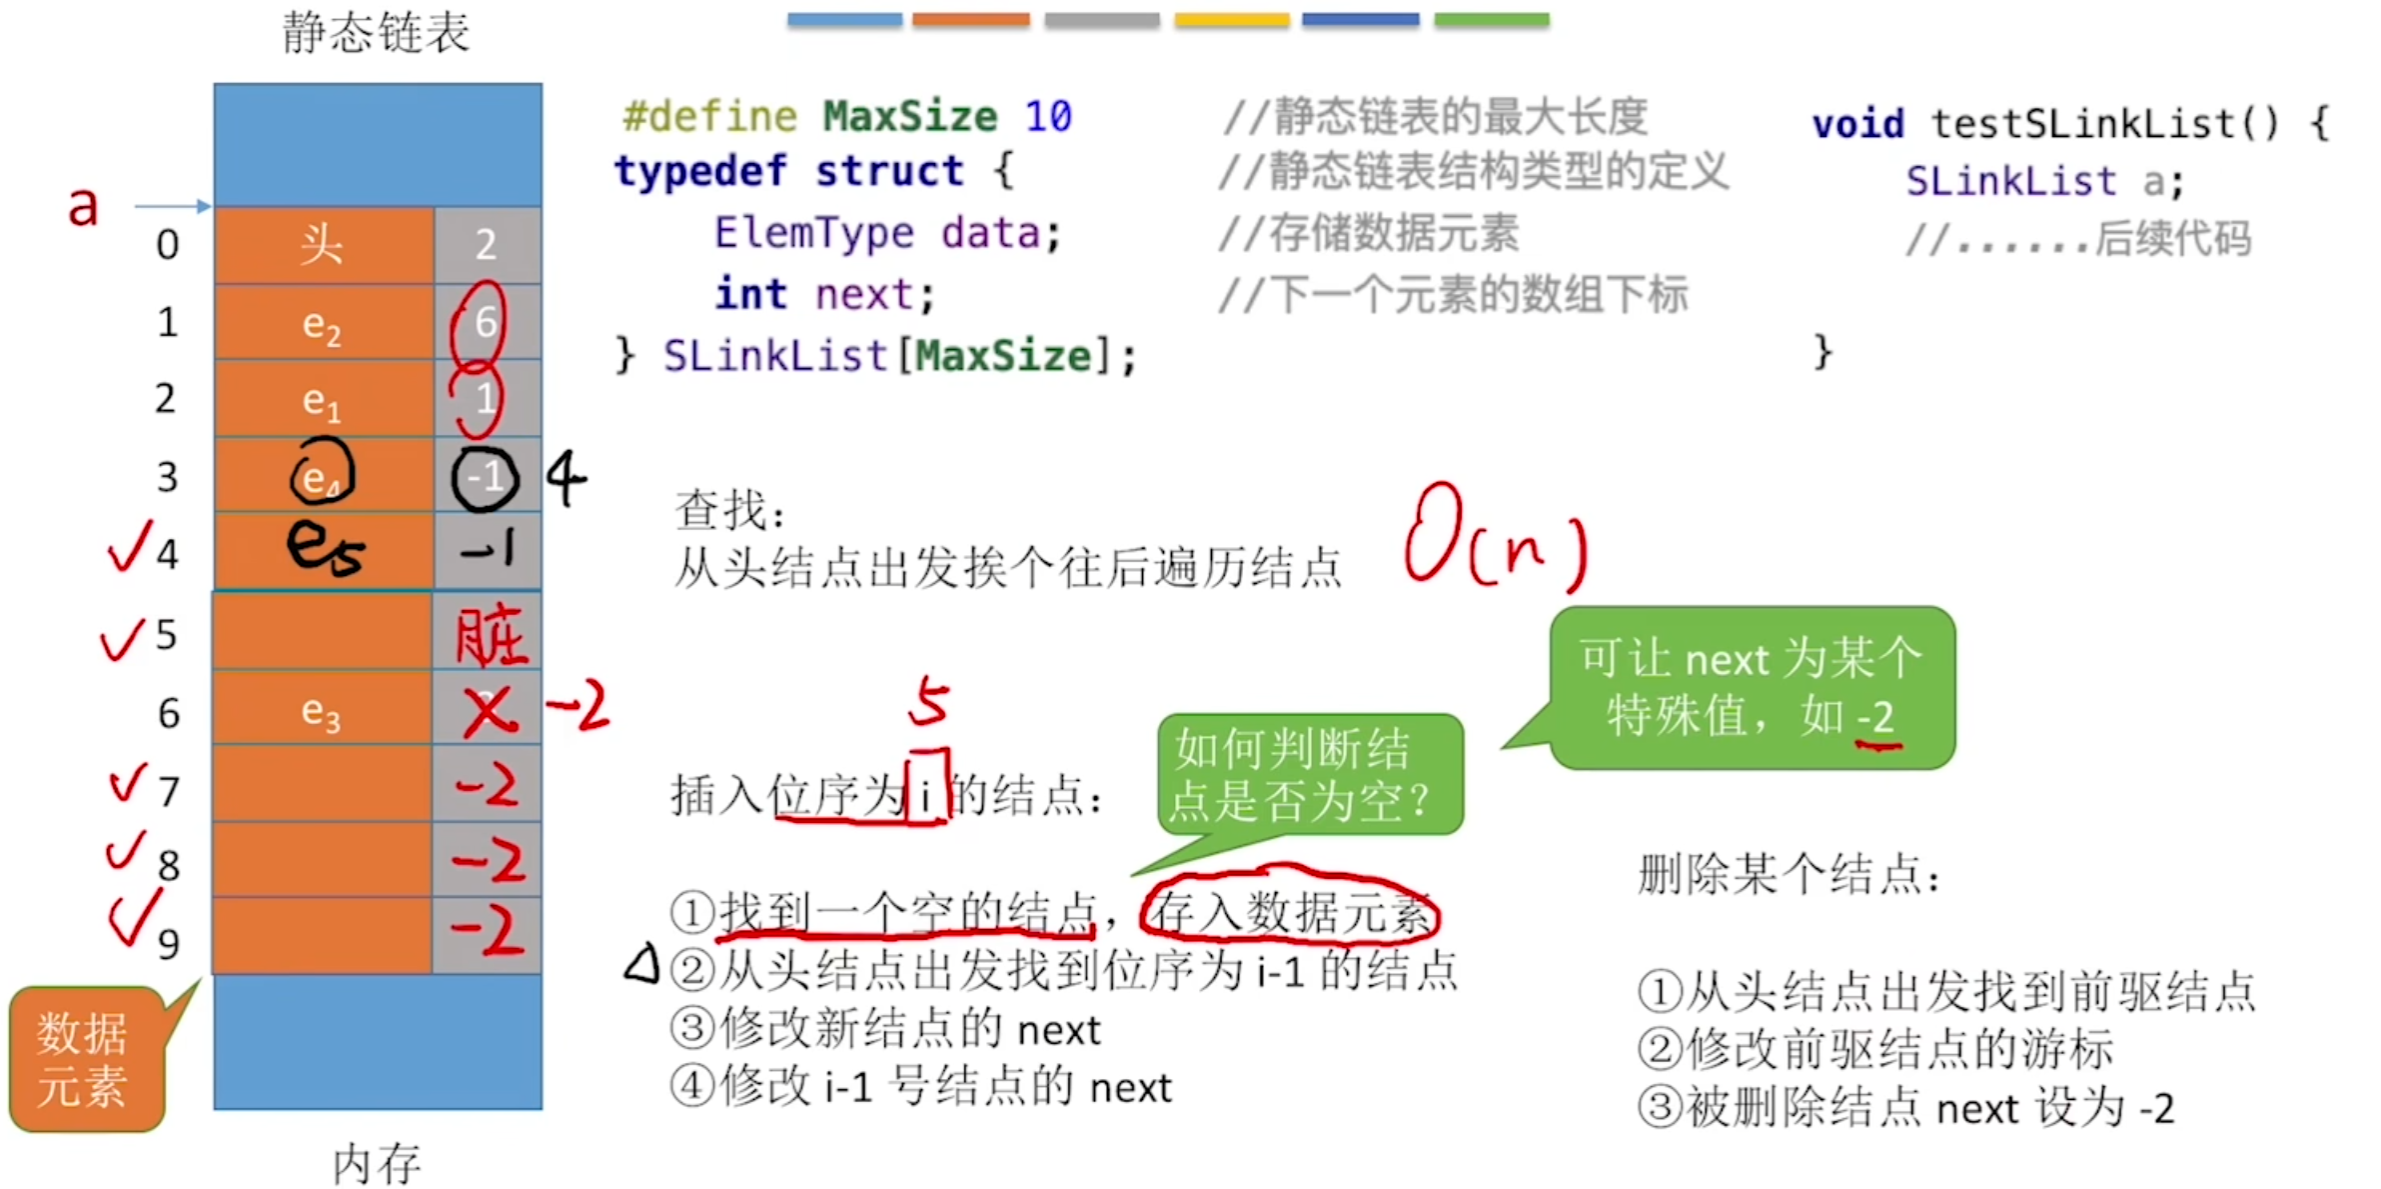 静态链表
a
0 头 2
1 e2 6
2 e1 1
3 e4 -1 4
4 e5 -1
5 脏
6 e3 -2
7 -2
8 -2
9 -2
数据
元素
内存
#define MaxSize 10 //静态链表的最大长度
typedef struct { //静态链表结构类型的定义
ElemType data; //存储数据元素
int next; //下一个元素的数组下标
} SLinkList[MaxSize];
void testSLinkList() {
SLinkList a;
//......后续代码
}
查找：
从头结点出发挨个往后遍历结点
O(n)
5
插入位序为 i 的结点：
如何判断结
点是否为空？
可让 next 为某个
特殊值，如 -2
①找到一个空的结点，存入数据元素
②从头结点出发找到位序为 i-1 的结点
③修改新结点的 next
④修改 i-1 号结点的 next
删除某个结点：
①从头结点出发找到前驱结点
②修改前驱结点的游标
③被删除结点 next 设为 -2